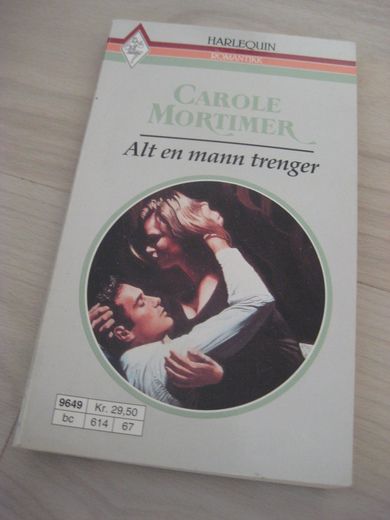 HARLEQUIN
ROMANTIKK
CAROLE
MORTIMER
Alt en mann trenger
9649 Kr. 29,50
bc 614 67